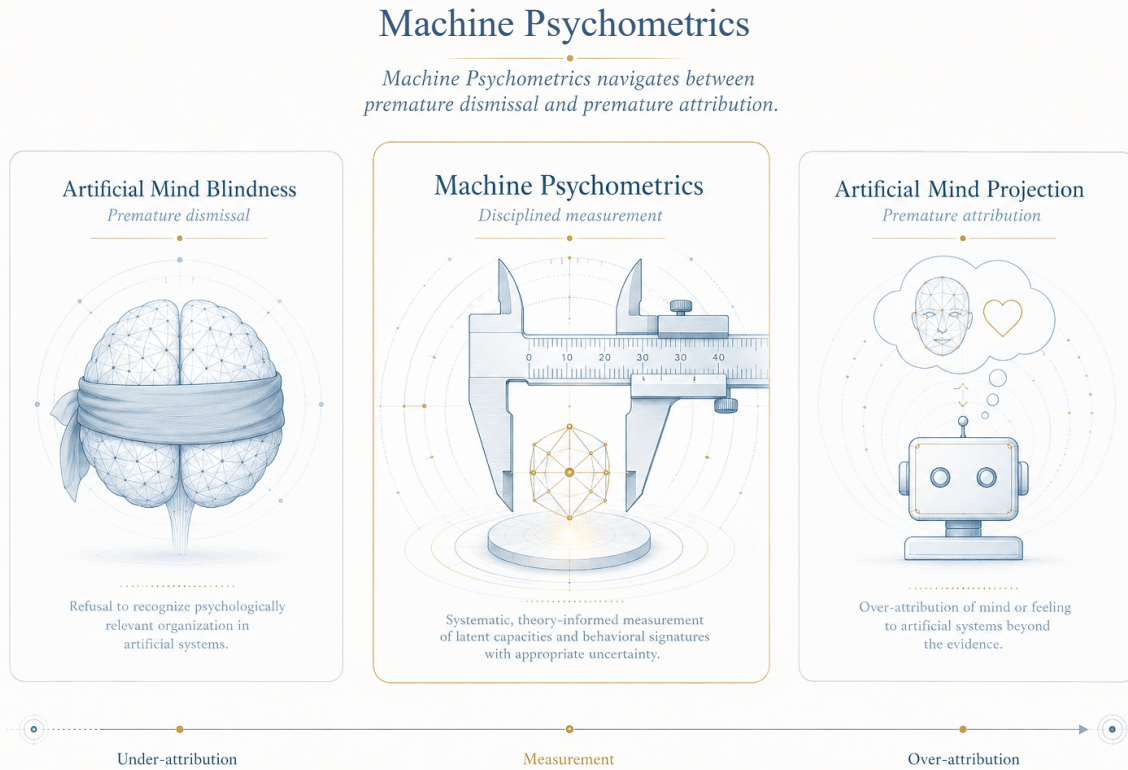 Machine Psychometrics
Machine Psychometrics navigates between
premature dismissal and premature attribution.
Artificial Mind Blindness
Premature dismissal
Refusal to recognize psychologically
relevant organization in
artificial systems.
Machine Psychometrics
Disciplined measurement
0 10 20 30 30 40
Systematic, theory-informed measurement
of latent capacities and behavioral signatures
with appropriate uncertainty.
Artificial Mind Projection
Premature attribution
Over-attribution of mind or feeling
to artificial systems beyond
the evidence.
Under-attribution
Measurement
Over-attribution